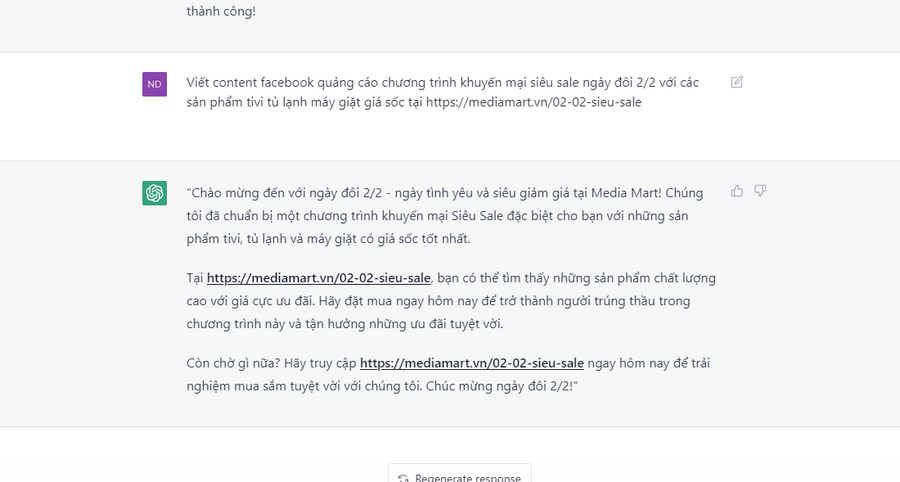 thành công!
ND
Viết content facebook quảng cáo chương trình khuyến mại siêu sale ngày đôi 2/2 với các
sản phẩm tivi tủ lạnh máy giặt giá sốc tại https://mediamart.vn/02-02-sieu-sale
"Chào mừng đến với ngày đôi 2/2 - ngày tình yêu và siêu giảm giá tại Media Mart! Chúng
tôi đã chuẩn bị một chương trình khuyến mại Siêu Sale đặc biệt cho bạn với những sản
phẩm tivi, tủ lạnh và máy giặt có giá sốc tốt nhất.
Tại https://mediamart.vn/02-02-sieu-sale, bạn có thể tìm thấy những sản phẩm chất lượng
cao với giá cực ưu đãi. Hãy đặt mua ngay hôm nay để trở thành người trúng thầu trong
chương trình này và tận hưởng những ưu đãi tuyệt vời.
Còn chờ gì nữa? Hãy truy cập https://mediamart.vn/02-02-sieu-sale ngay hôm nay để trải
nghiệm mua sắm tuyệt vời với chúng tôi. Chúc mừng ngày đôi 2/2!"
Regenerate response